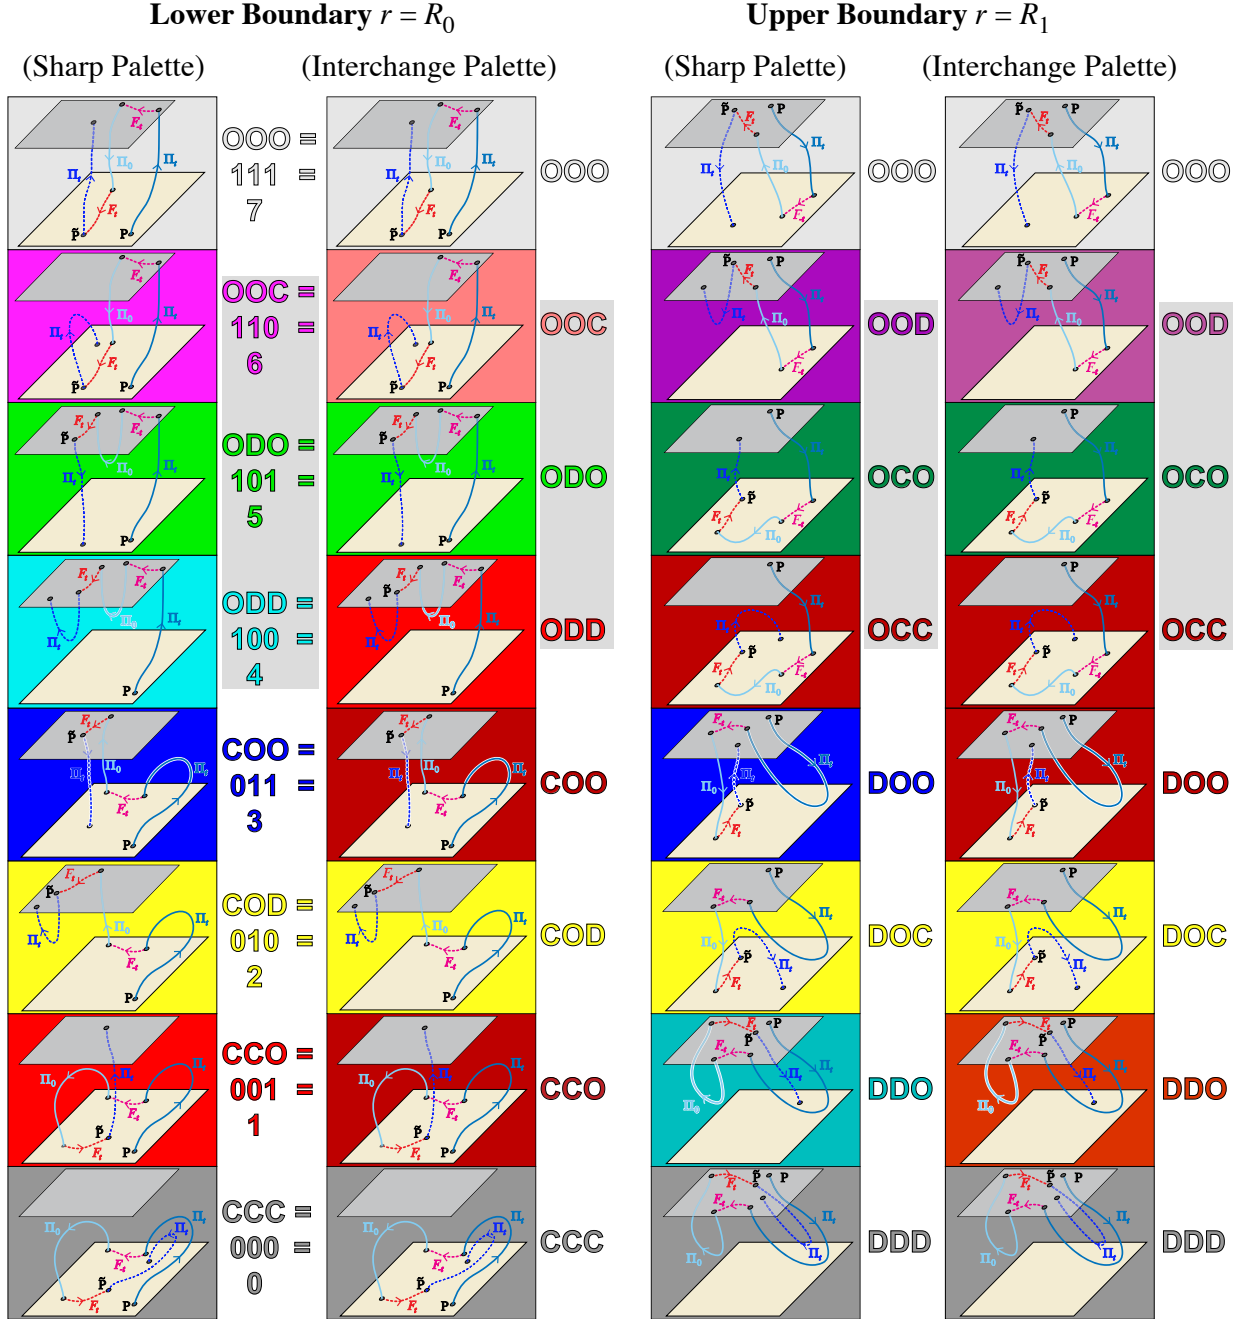 Lower Boundary r = R₀
Upper Boundary r = R₁
(Sharp Palette)
(Interchange Palette)
(Sharp Palette)
(Interchange Palette)
OOO =
111 =
7
OOO
OOO
OOO
OOC =
110 =
6
OOC
OOD
OOD
ODO =
101 =
5
ODO
OCO
OCO
ODD =
100 =
4
ODD
OCC
OCC
COO =
011 =
3
COO
DOO
DOO
COD =
010 =
2
COD
DOC
DOC
CCO =
001 =
1
CCO
DDO
DDO
CCC =
000 =
0
CCC
DDD
DDD